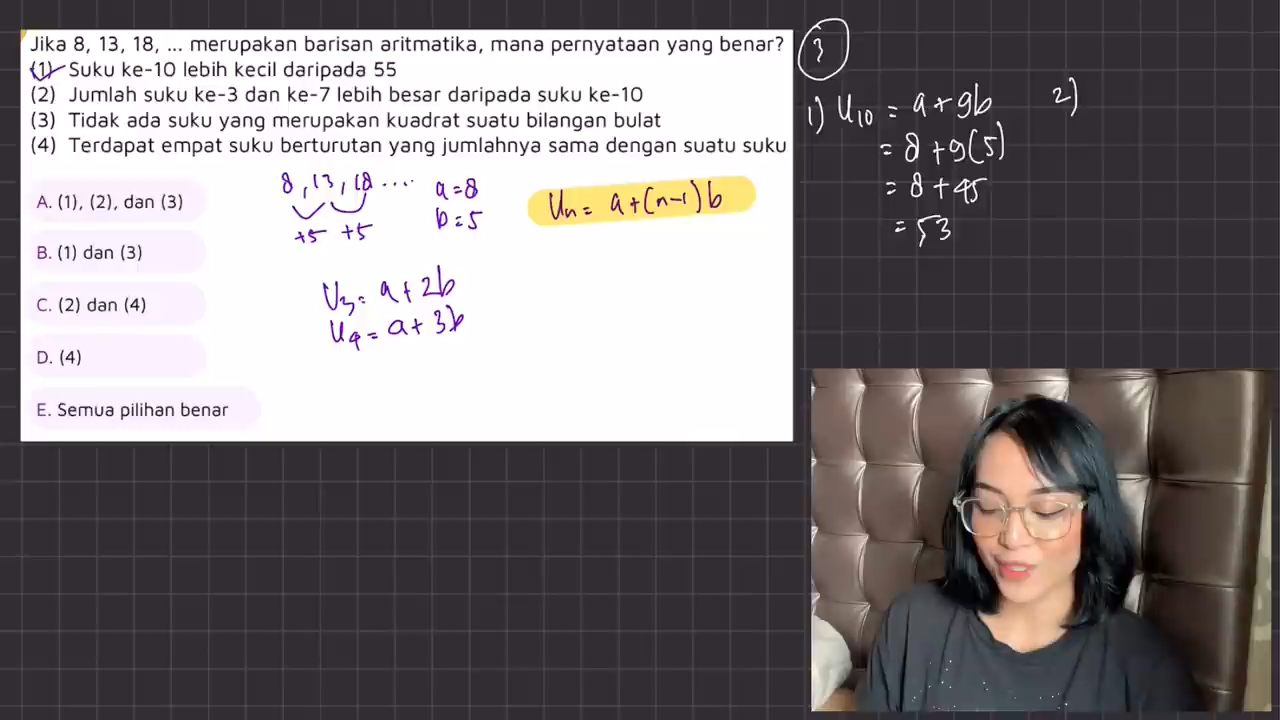 Jika 8, 13, 18, ... merupakan barisan aritmatika, mana pernyataan yang benar?
(1) Suku ke-10 lebih kecil daripada 55
(2) Jumlah suku ke-3 dan ke-7 lebih besar daripada suku ke-10
(3) Tidak ada suku yang merupakan kuadrat suatu bilangan bulat
(4) Terdapat empat suku berturutan yang jumlahnya sama dengan suatu suku
A. (1), (2), dan (3)
B. (1) dan (3)
C. (2) dan (4)
D. (4)
E. Semua pilihan benar
8, 13, 18 ....
+5 +5
a = 8
b = 5
Un = a + (n-1) b
U3 = a + 2b
U4 = a + 3b
3
1) U10 = a + 9b
= 8 + 9(5)
= 8 + 45
= 53
2)